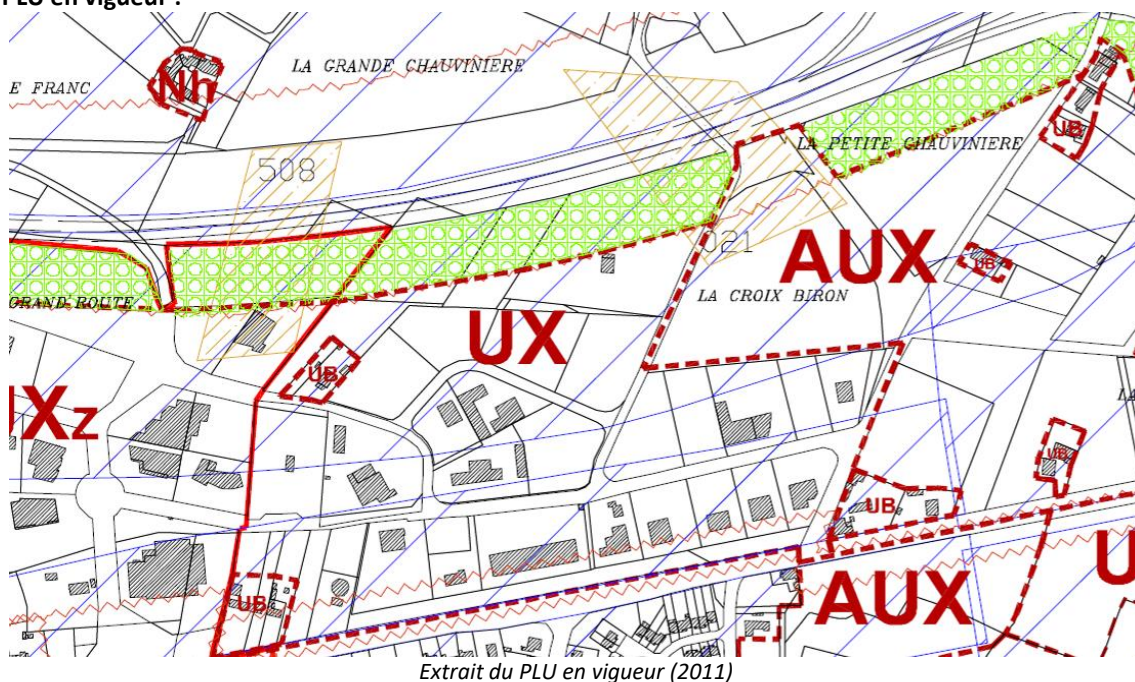 PLU en vigueur :
LA GRANDE CHAUVINIERE
E FRANC
Nh
508
UB
LA PETITE CHAUVINIERE
021
AUX
UB
GRAND ROUTE
LA CROIX BIRON
UX
UB
Xz
UB
UB
UB
AUX
U
Extrait du PLU en vigueur (2011)